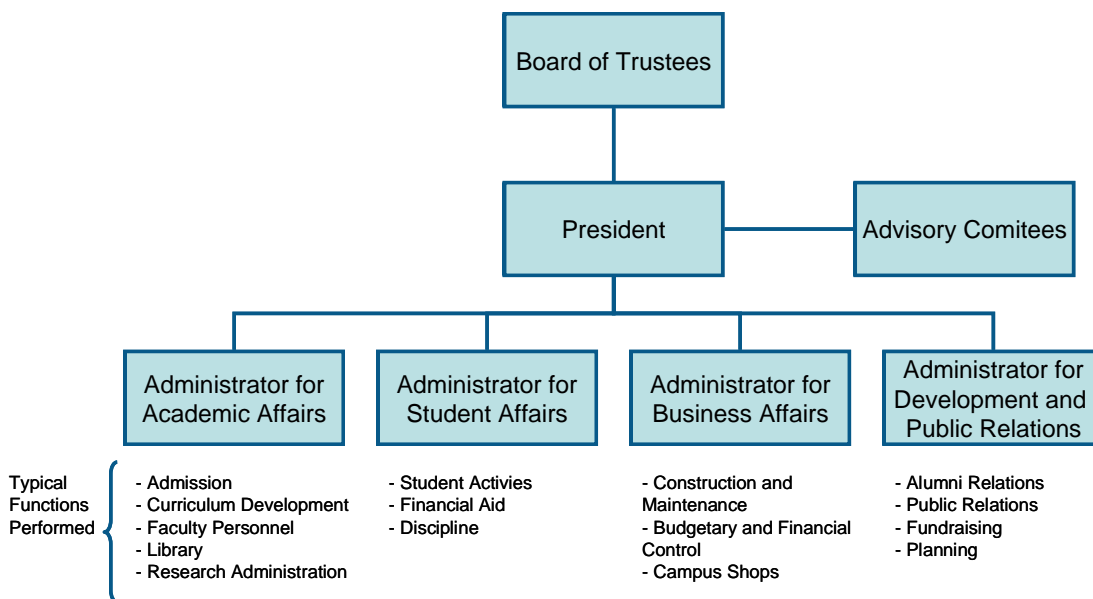 Board of Trustees
President
Advisory Comitees
Administrator for
Academic Affairs
Administrator for
Student Affairs
Administrator for
Business Affairs
Administrator for
Development and
Public Relations
Typical
Functions
Performed
- Admission
- Curriculum Development
- Faculty Personnel
- Library
- Research Administration
- Student Activies
- Financial Aid
- Discipline
- Construction and
Maintenance
- Budgetary and Financial
Control
- Campus Shops
- Alumni Relations
- Public Relations
- Fundraising
- Planning